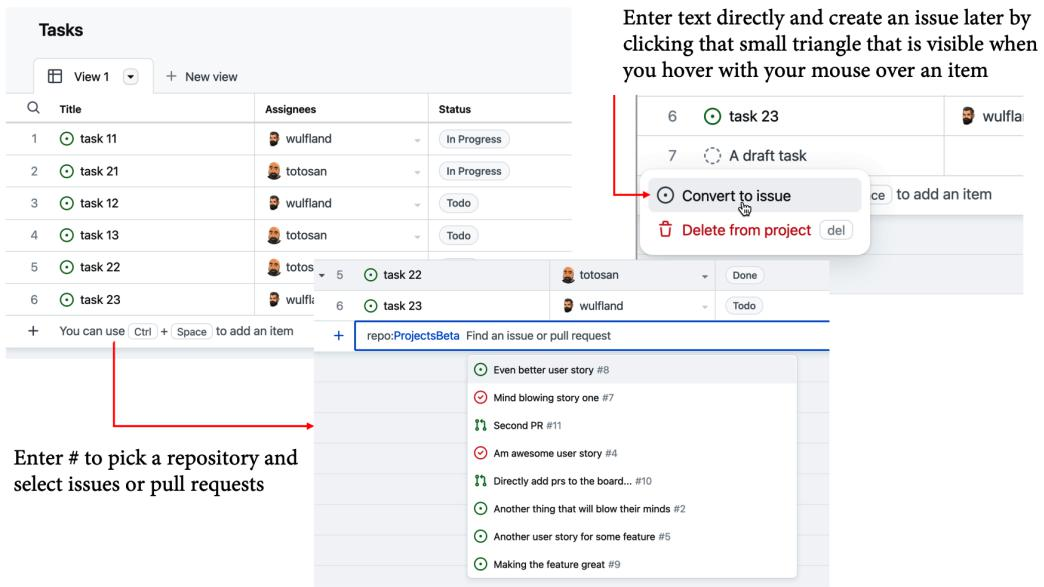 Tasks
View 1
+ New view
Title Assignees Status
1 task 11 wulfland In Progress
2 task 21 totosan In Progress
3 task 12 wulfland Todo
4 task 13 totosan Todo
5 task 22 totos
6 task 23 wulfla
+ You can use Ctrl + Space to add an item
Enter # to pick a repository and
select issues or pull requests
5 task 22 totosan Done
6 task 23 wulfland Todo
+ repo:ProjectsBeta Find an issue or pull request
Even better user story #8
Mind blowing story one #7
Second PR #11
Am awesome user story #4
Directly add prs to the board... #10
Another thing that will blow their minds #2
Another user story for some feature #5
Making the feature great #9
Enter text directly and create an issue later by
clicking that small triangle that is visible when
you hover with your mouse over an item
6 task 23 wulfla
7 A draft task
Convert to issue
ce to add an item
Delete from project del